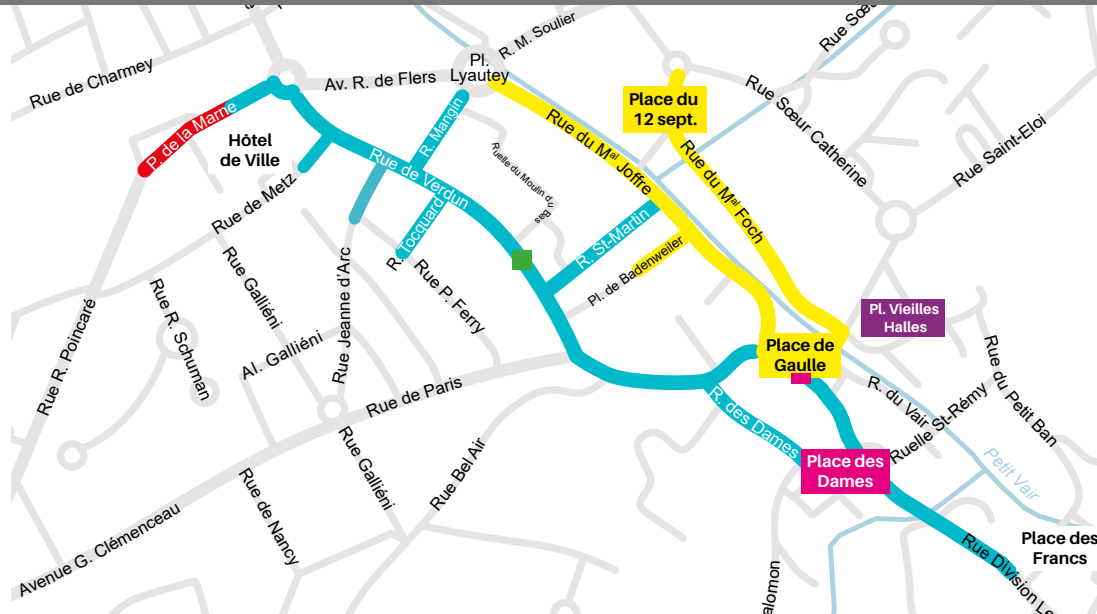 R. M. Soulier
Rue Sœu
Rue de Charmey
Av. R. de Flers
Pl.
Lyautey
P. de la Marne
Hôtel
de Ville
R. Mangin
Place du
12 sept.
Rue Sœur Catherine
Rue Saint-Eloi
Rue du Mal Joffre
Ruelle du Moulin du
Bas
Rue de Verdun
Rue de Metz
R. Tocquard
R. St-Martin
Rue du Mal Foch
Pl. de Badenweiler
Rue Galliéni
Rue Jeanne d'Arc
Rue P. Ferry
Rue R. Schuman
Rue R. Poincaré
Al. Galliéni
Pl. Vieilles
Halles
Place de
Gaulle
Rue du Petit Ban
Rue de Paris
R. des Dames
R. du Vair
Ruelle St-Rémy
Place des
Dames
Petit Vair
Rue Galliéni
Rue Bel Air
Rue de Nancy
Avenue G. Clémenceau
Place des
Francs
Rue Division Le
alomon